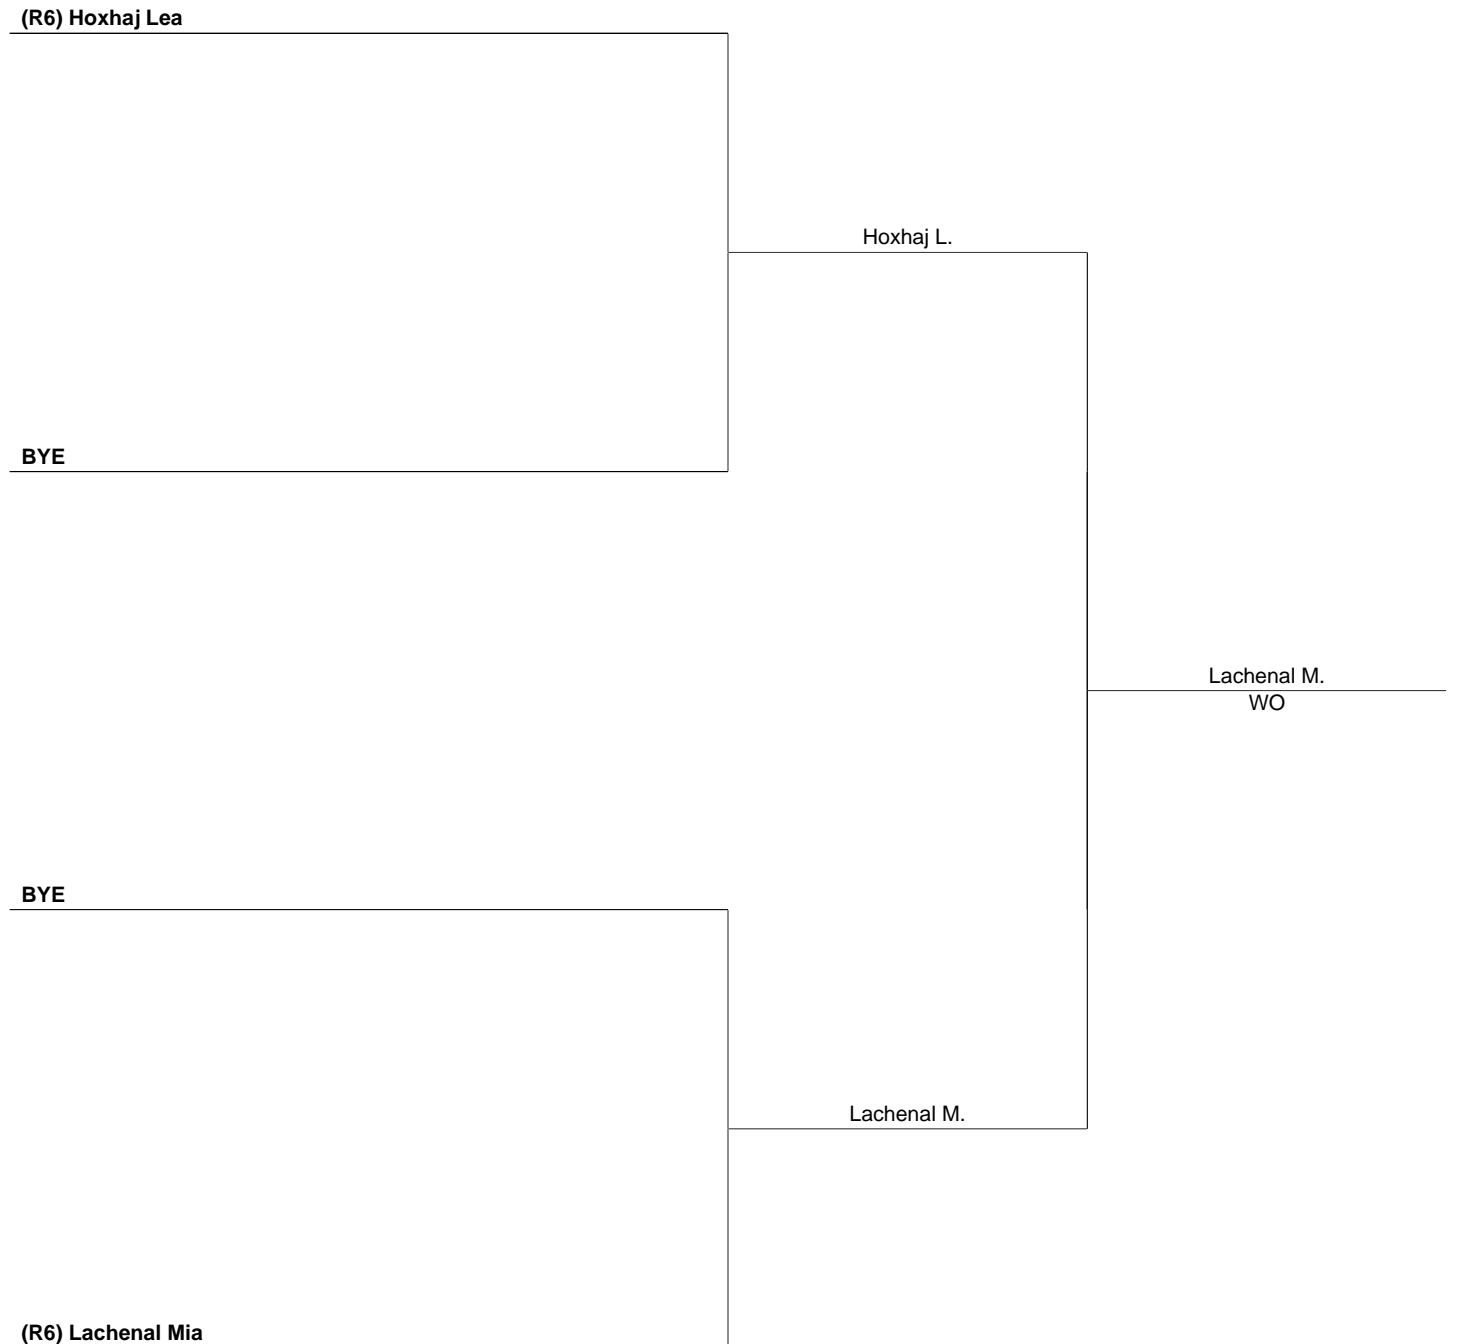 (R6) Hoxhaj Lea
Hoxhaj L.
BYE
Lachenal M.
WO
BYE
Lachenal M.
(R6) Lachenal Mia